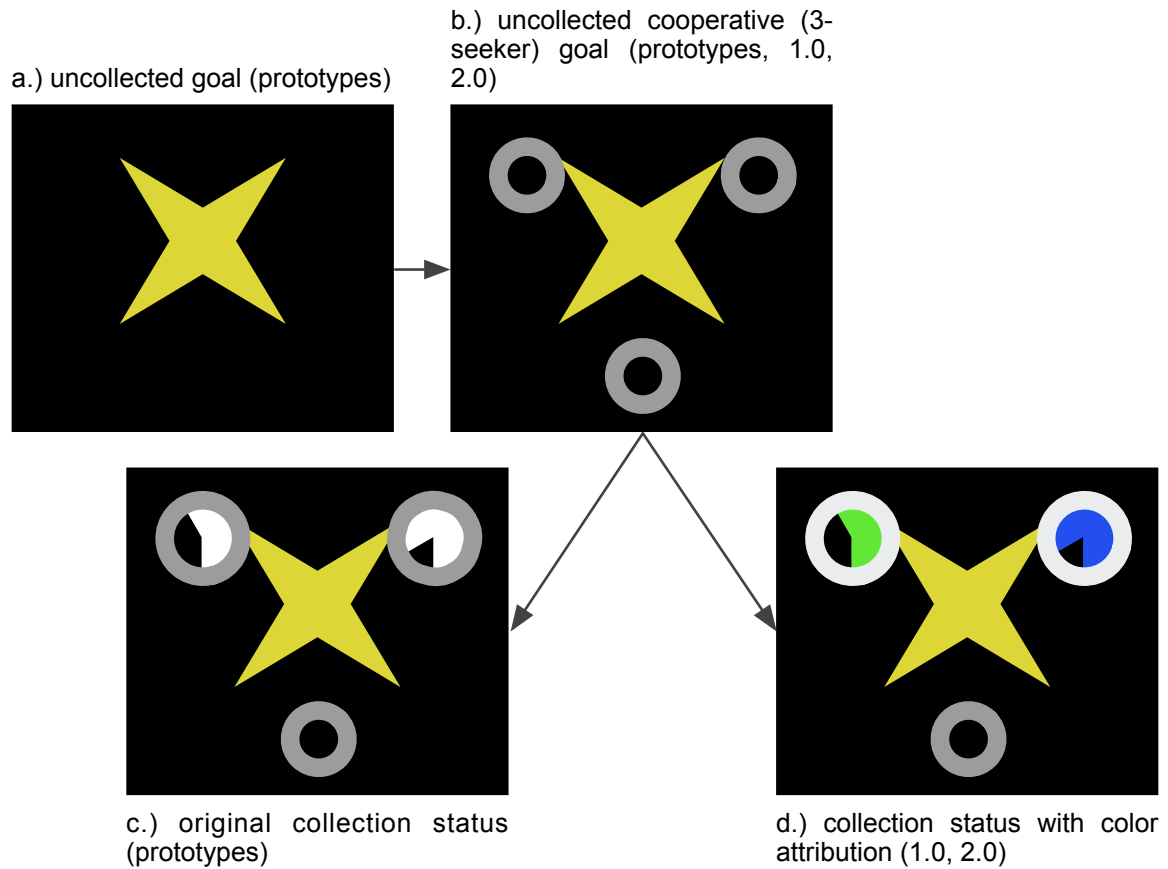 a.) uncollected goal (prototypes)
b.) uncollected cooperative (3-
seeker) goal (prototypes, 1.0,
2.0)
c.) original collection status
(prototypes)
d.) collection status with color
attribution (1.0, 2.0)